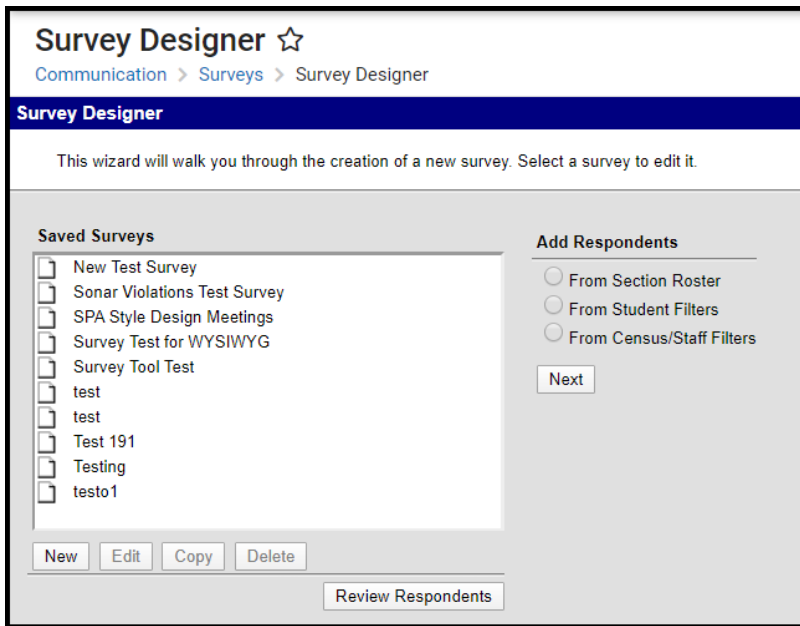 Survey Designer
Communication > Surveys > Survey Designer
Survey Designer
This wizard will walk you through the creation of a new survey. Select a survey to edit it.
Saved Surveys
New Test Survey
Sonar Violations Test Survey
SPA Style Design Meetings
Survey Test for WYSIWYG
Survey Tool Test
test
test
Test 191
Testing
testo1
New Edit Copy Delete
Review Respondents
Add Respondents
From Section Roster
From Student Filters
From Census/Staff Filters
Next